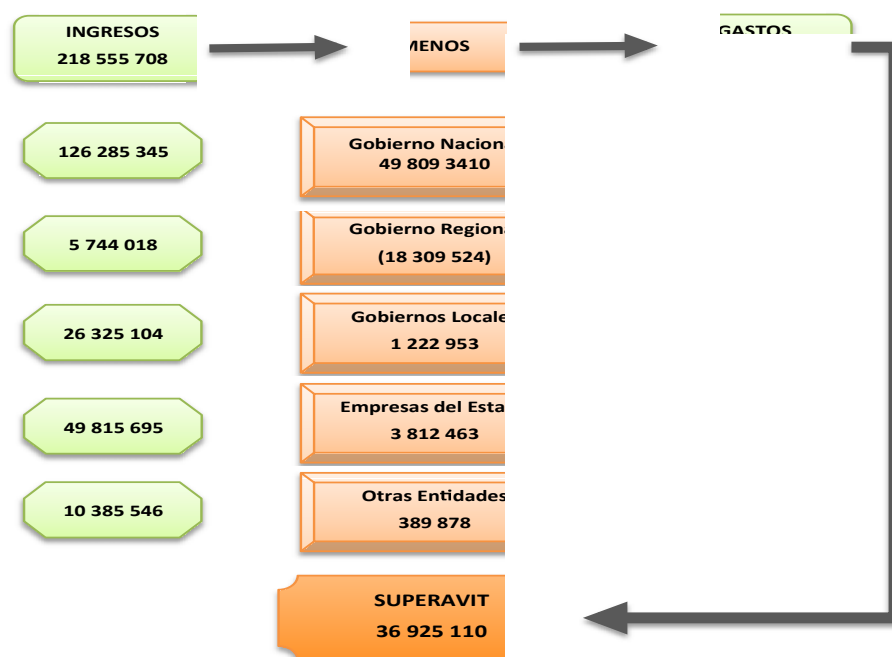 INGRESOS
218 555 708
MENOS
GASTOS
126 285 345
Gobierno Naciona
49 809 3410
5 744 018
Gobierno Regiona
(18 309 524)
26 325 104
Gobiernos Locale
1 222 953
49 815 695
Empresas del Esta
3 812 463
10 385 546
Otras Entidades
389 878
SUPERAVIT
36 925 110